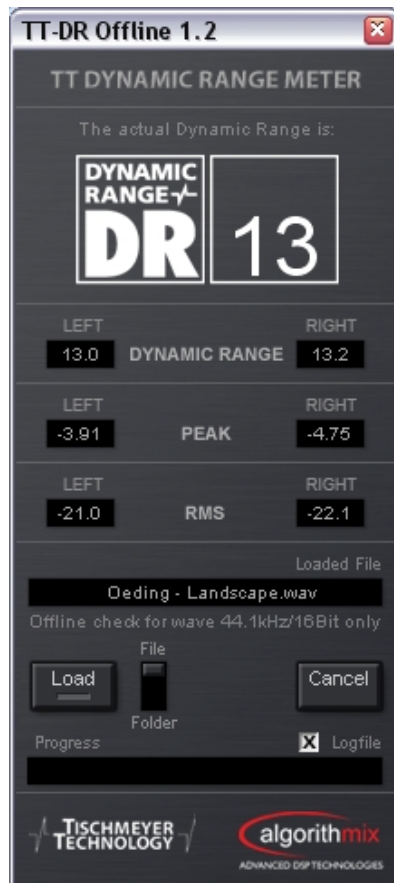 TT-DR Offline 1.2
TT DYNAMIC RANGE METER
The actual Dynamic Range is:
DYNAMIC
RANGE
DR 13
LEFT RIGHT
13.0 DYNAMIC RANGE 13.2
LEFT RIGHT
-3.91 PEAK -4.75
LEFT RIGHT
-21.0 RMS -22.1
Loaded File
Oeding - Landscape.wav
Offline check for wave 44.1kHz/16Bit only
File
Load Cancel
Folder
Progress X Logfile
TISCHMEYER
TECHNOLOGY
algorithmix
ADVANCED DSP TECHNOLOGIES